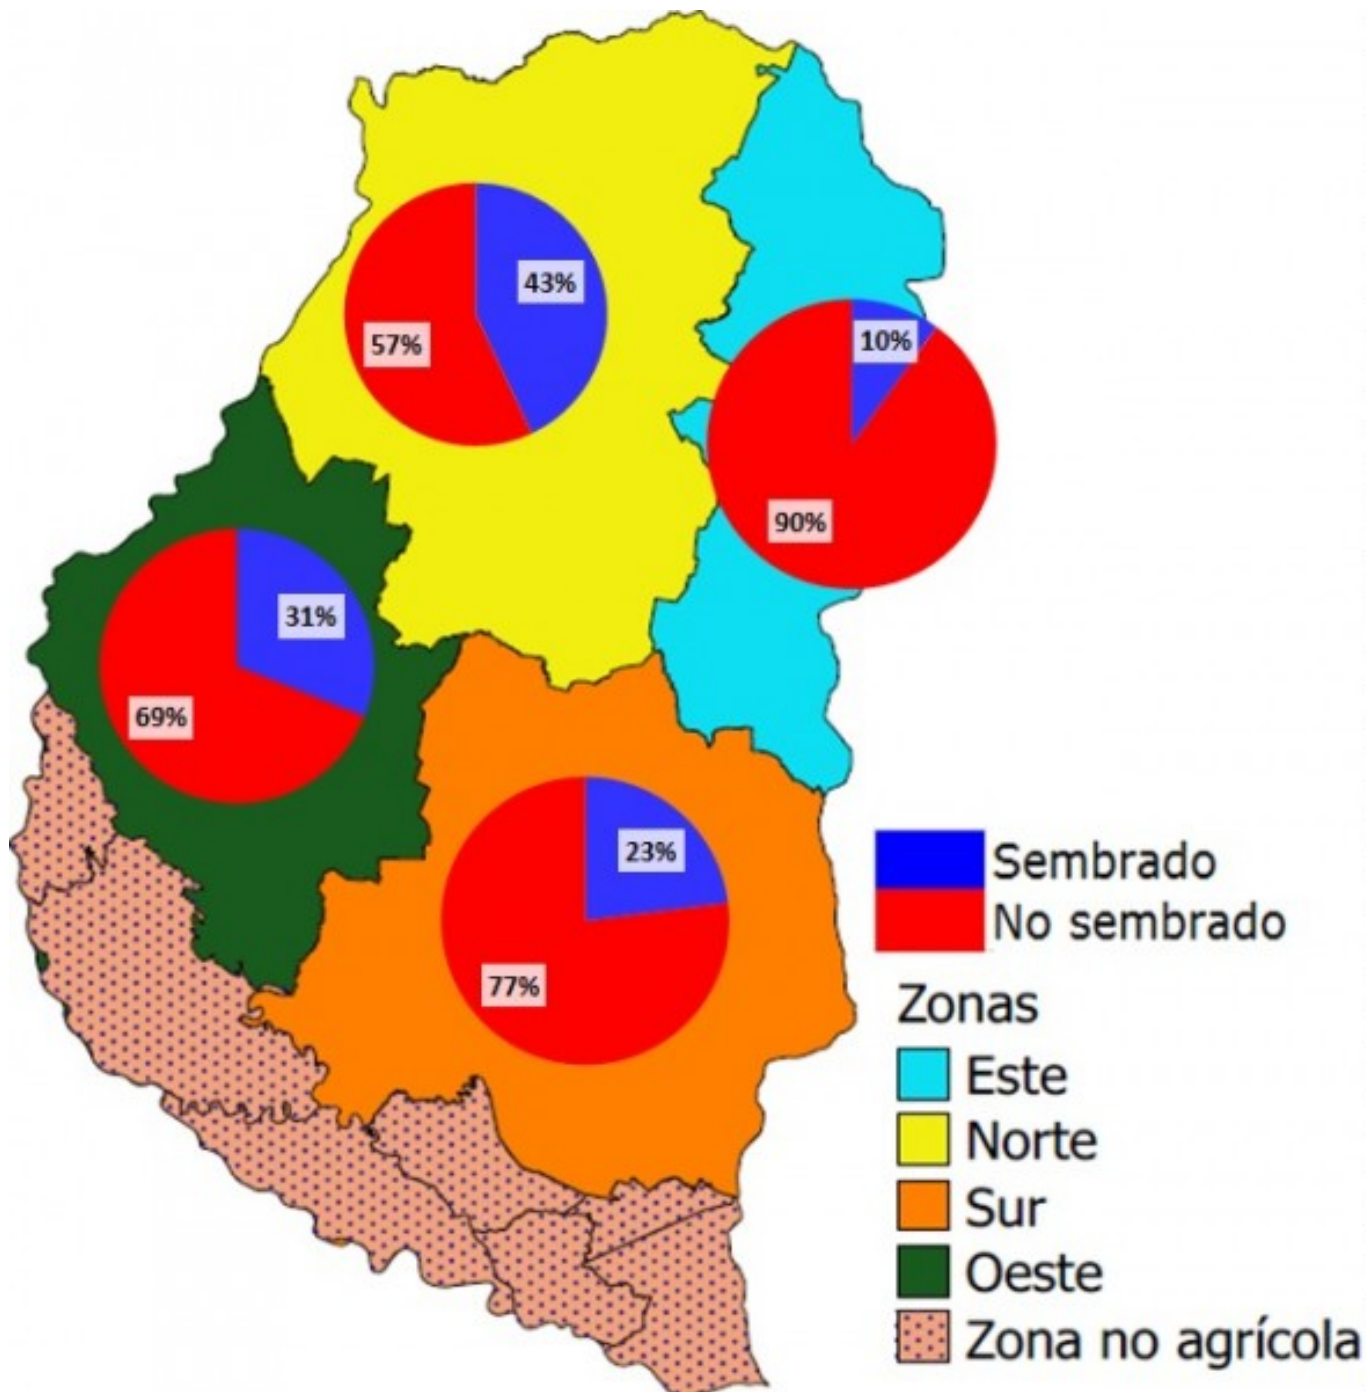 43%
57%
10%
90%
31%
69%
23%
77%
Sembrado
No sembrado
Zonas
Este
Norte
Sur
Oeste
Zona no agrícola